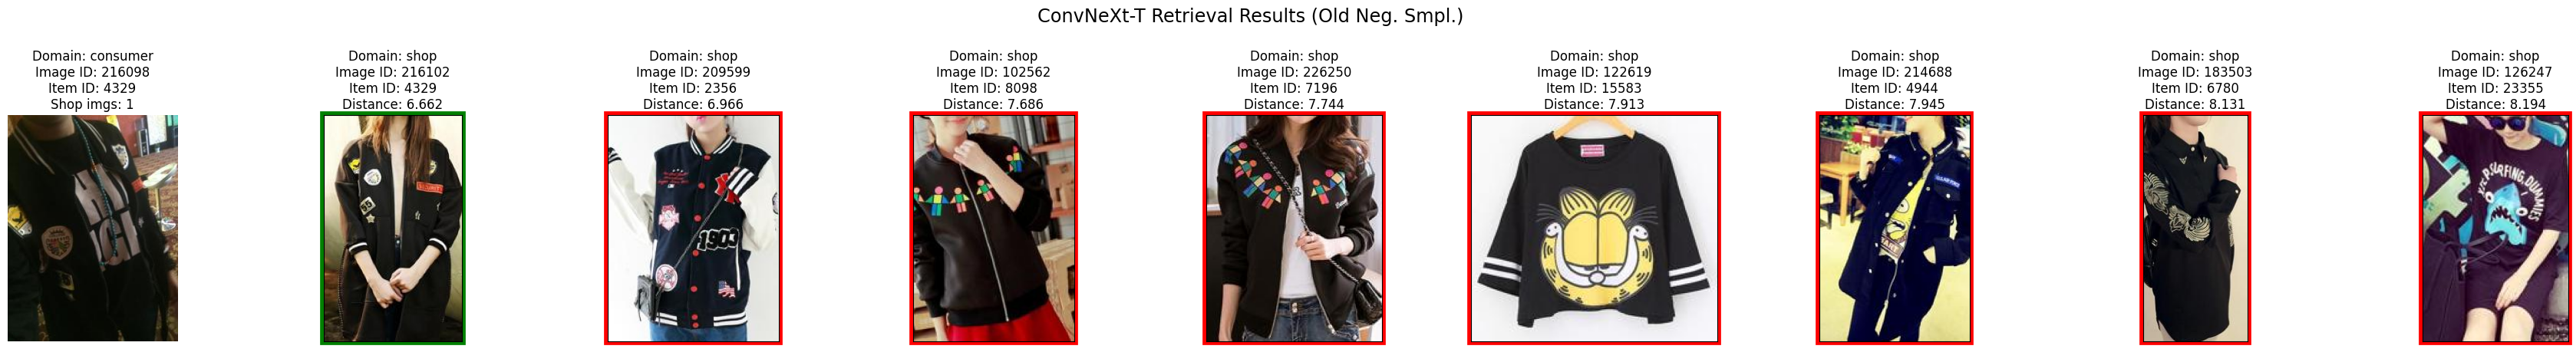 ConvNeXt-T Retrieval Results (Old Neg. Smpl.)
Domain: consumer
Image ID: 216098
Item ID: 4329
Shop imgs: 1
Domain: shop
Image ID: 216102
Item ID: 4329
Distance: 6.662
Domain: shop
Image ID: 209599
Item ID: 2356
Distance: 6.966
Domain: shop
Image ID: 102562
Item ID: 8098
Distance: 7.686
Domain: shop
Image ID: 226250
Item ID: 7196
Distance: 7.744
Domain: shop
Image ID: 122619
Item ID: 15583
Distance: 7.913
Domain: shop
Image ID: 214688
Item ID: 4944
Distance: 7.945
Domain: shop
Image ID: 183503
Item ID: 6780
Distance: 8.131
Domain: shop
Image ID: 126247
Item ID: 23355
Distance: 8.194
1903
SURFING, DUMMIES